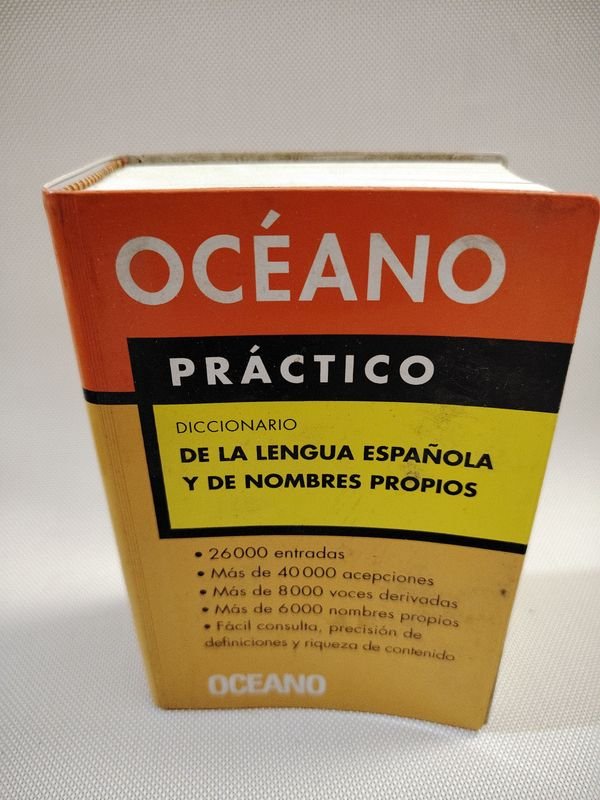 OCÉANO
PRÁCTICO
DICCIONARIO
DE LA LENGUA ESPAÑOLA
Y DE NOMBRES PROPIOS
• 26000 entradas
• Más de 40000 acepciones
• Más de 8000 voces derivadas
• Más de 6000 nombres propios
• Fácil consulta, precisión de
definiciones y riqueza de contenido
OCEANO